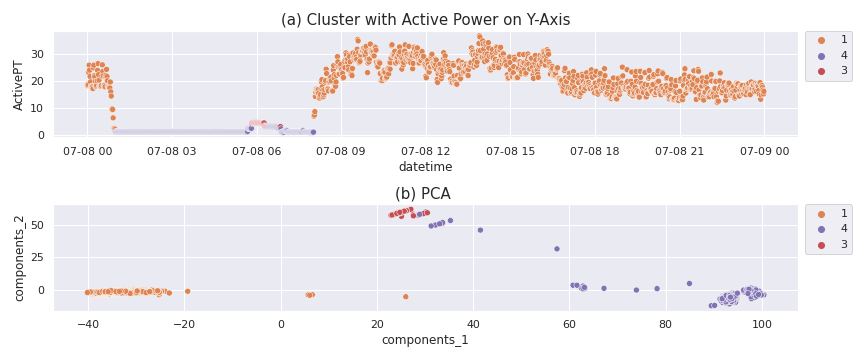 (a) Cluster with Active Power on Y-Axis
ActivePT
30
20
10
0
07-08 00 07-08 03 07-08 06 07-08 09 07-08 12 07-08 15 07-08 18 07-08 21 07-09 00
datetime
1
4
3
(b) PCA
components_2
50
25
0
−40 −20 0 20 40 60 80 100
components_1
1
4
3